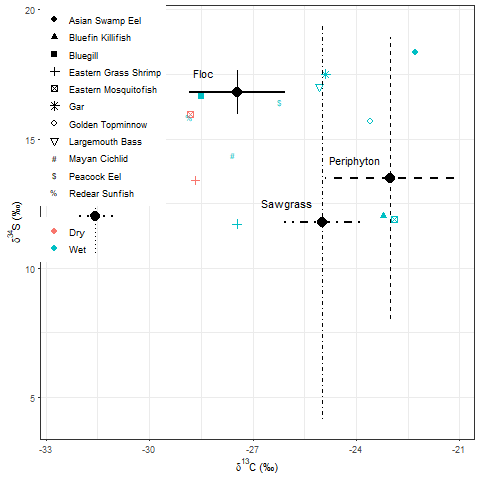 20
15
10
5
δ34S (‰)
Asian Swamp Eel
Bluefin Killifish
Bluegill
Eastern Grass Shrimp
Eastern Mosquitofish
Gar
Golden Topminnow
Largemouth Bass
# Mayan Cichlid
$ Peacock Eel
% Redear Sunfish
Dry
Wet
Floc
$
%
#
Periphyton
Sawgrass
-33 -30 -27 -24 -21
δ13C (‰)